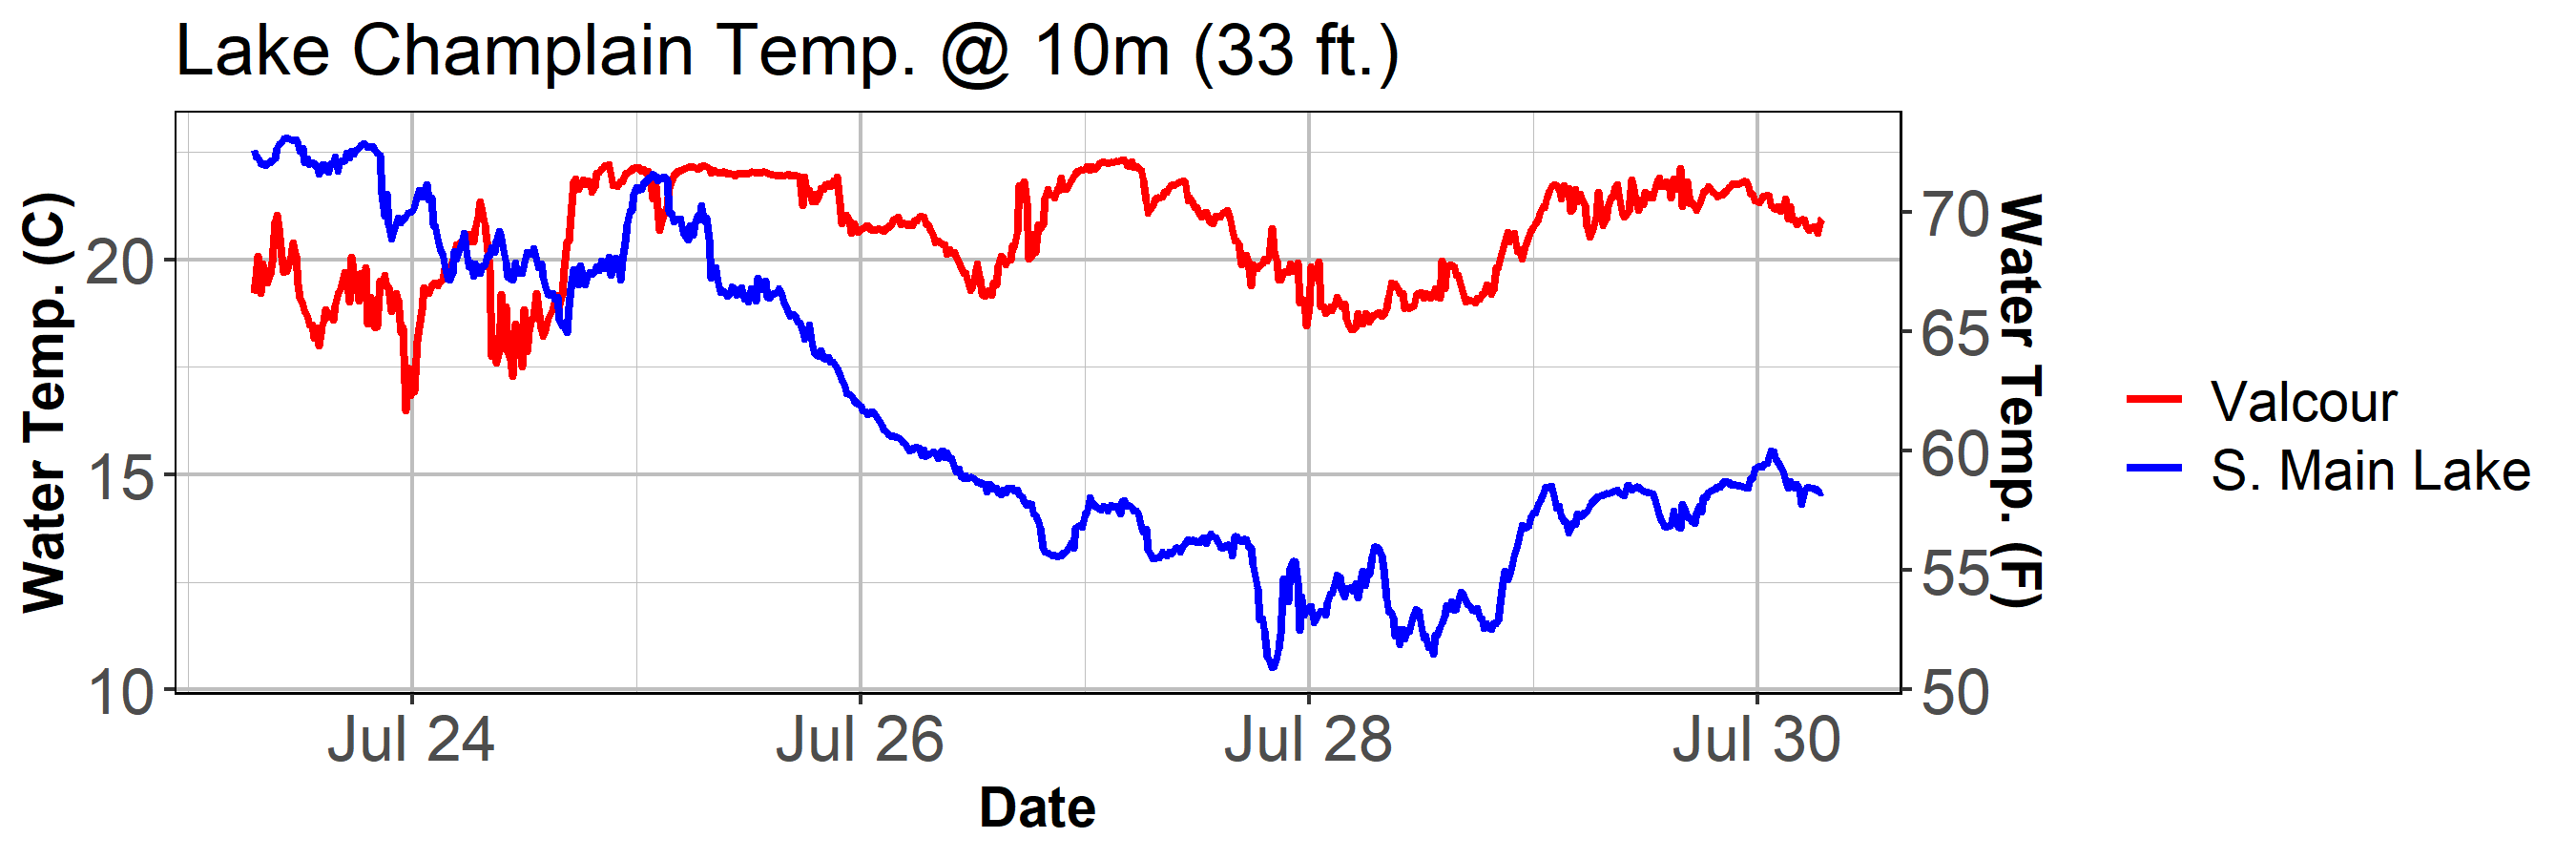 Lake Champlain Temp. @ 10m (33 ft.)
Water Temp. (C)
20
15
10
Jul 24
Jul 26
Jul 28
Jul 30
Date
70
65
60
55
50
Water Temp. (F)
Valcour
S. Main Lake